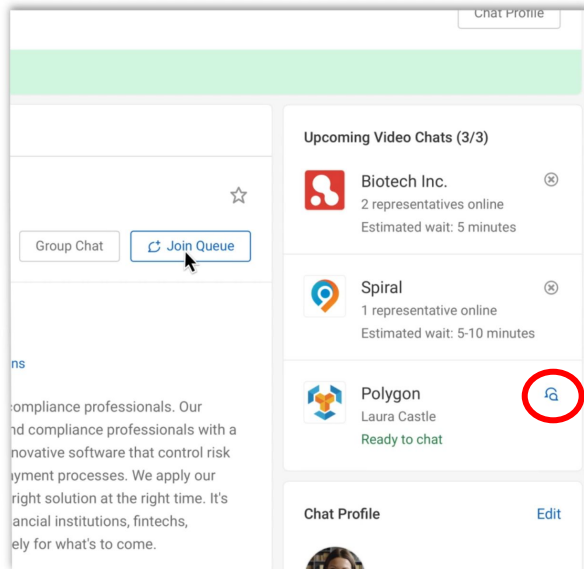 Chat Profile
Group Chat
Join Queue
ns
compliance professionals. Our
nd compliance professionals with a
novative software that control risk
ayment processes. We apply our
right solution at the right time. It's
ancial institutions, fintechs,
ely for what's to come.
Upcoming Video Chats (3/3)
Biotech Inc.
2 representatives online
Estimated wait: 5 minutes
Spiral
1 representative online
Estimated wait: 5-10 minutes
Polygon
Laura Castle
Ready to chat
Chat Profile
Edit